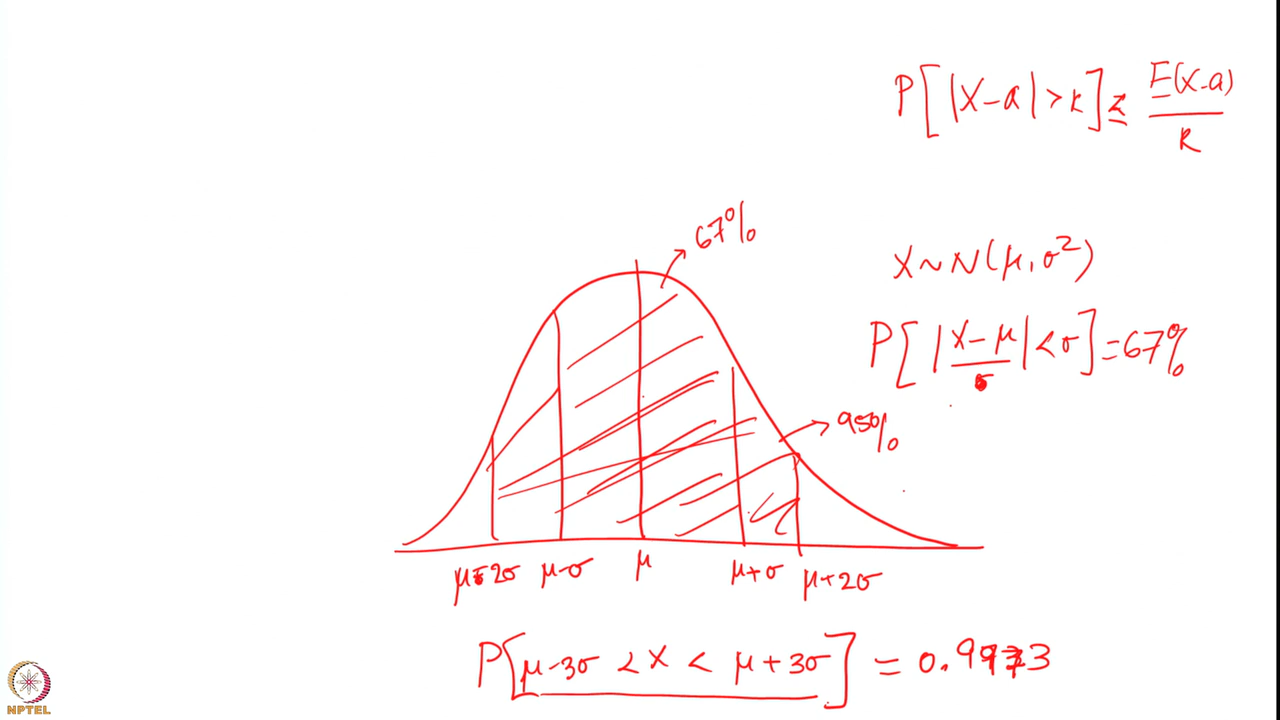 P[|X-a|>k] ≤ E(X-a)/k
67%
X~N(μ,σ²)
P[|X-μ/σ|<σ]=67%
95%
μ-2σ μ-σ μ μ+σ μ+2σ
P[μ-3σ < X < μ+3σ] = 0.9973
NPTEL